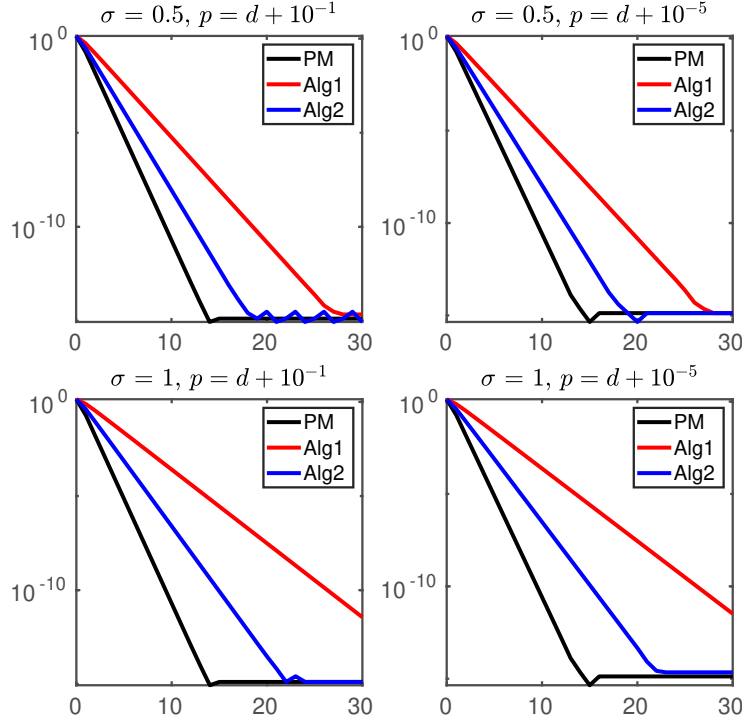 σ = 0.5, p = d + 10^{-1}
10^{0}
10^{-10}
PM
Alg1
Alg2
0 10 20 30
σ = 0.5, p = d + 10^{-5}
10^{0}
10^{-10}
PM
Alg1
Alg2
0 10 20 30
σ = 1, p = d + 10^{-1}
10^{0}
10^{-10}
PM
Alg1
Alg2
0 10 20 30
σ = 1, p = d + 10^{-5}
10^{0}
10^{-10}
PM
Alg1
Alg2
0 10 20 30